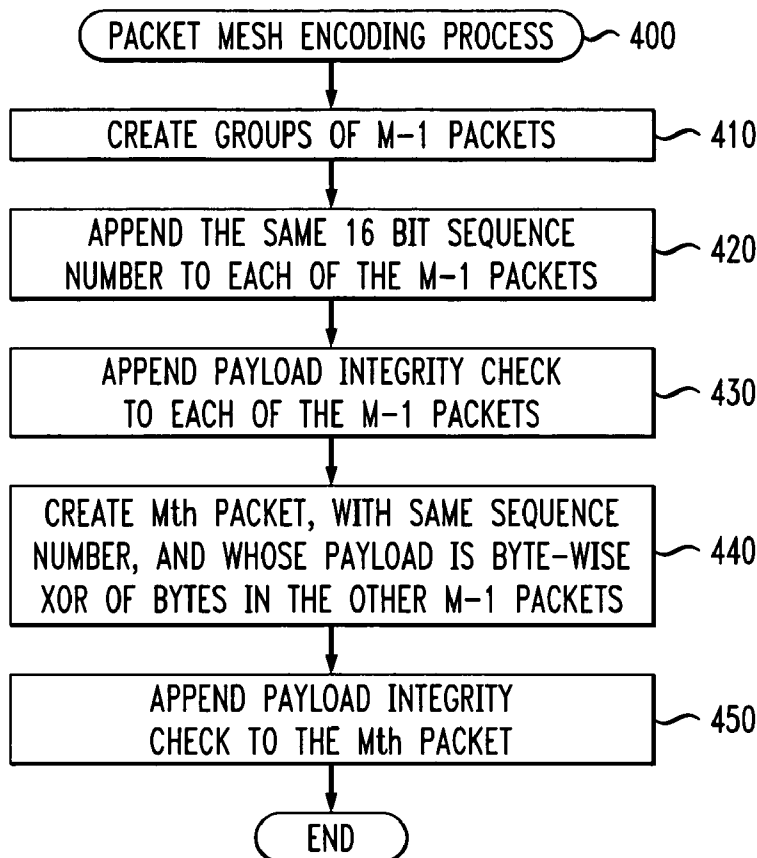 PACKET MESH ENCODING PROCESS 400
CREATE GROUPS OF M-1 PACKETS 410
APPEND THE SAME 16 BIT SEQUENCE
NUMBER TO EACH OF THE M-1 PACKETS 420
APPEND PAYLOAD INTEGRITY CHECK
TO EACH OF THE M-1 PACKETS 430
CREATE Mth PACKET, WITH SAME SEQUENCE
NUMBER, AND WHOSE PAYLOAD IS BYTE-WISE 440
XOR OF BYTES IN THE OTHER M-1 PACKETS
APPEND PAYLOAD INTEGRITY
CHECK TO THE Mth PACKET 450
END